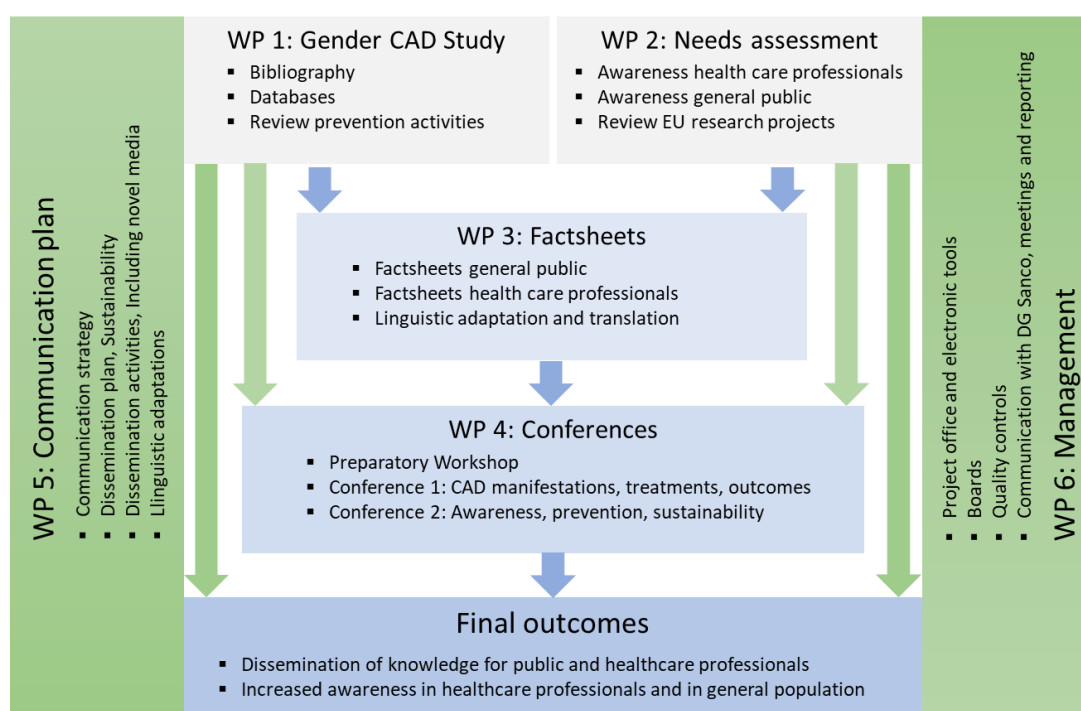 WP 1: Gender CAD Study
▪ Bibliography
▪ Databases
▪ Review prevention activities
WP 2: Needs assessment
▪ Awareness health care professionals
▪ Awareness general public
▪ Review EU research projects
WP 3: Factsheets
▪ Factsheets general public
▪ Factsheets health care professionals
▪ Linguistic adaptation and translation
WP 4: Conferences
▪ Preparatory Workshop
▪ Conference 1: CAD manifestations, treatments, outcomes
▪ Conference 2: Awareness, prevention, sustainability
Final outcomes
▪ Dissemination of knowledge for public and healthcare professionals
▪ Increased awareness in healthcare professionals and in general population
WP 5: Communication plan
▪ Communication strategy
▪ Dissemination plan, Sustainability
▪ Dissemination activities, Including novel media
▪ Llinguistic adaptations
▪ Project office and electronic tools
▪ Boards
▪ Quality controls
▪ Communication with DG Sanco, meetings and reporting
WP 6: Management